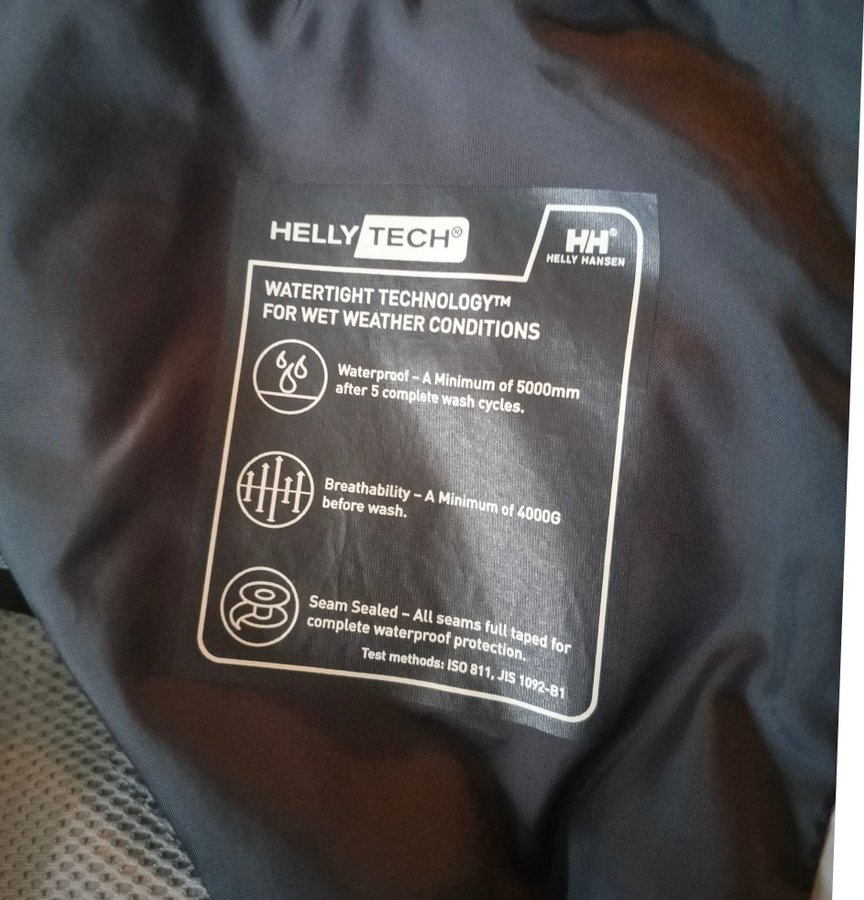 HELLY TECH®
HH®
HELLY HANSEN
WATERTIGHT TECHNOLOGY™
FOR WET WEATHER CONDITIONS
Waterproof – A Minimum of 5000mm
after 5 complete wash cycles.
Breathability – A Minimum of 4000G
before wash.
Seam Sealed – All seams full taped for
complete waterproof protection.
Test methods: ISO 811, JIS 1092-B1